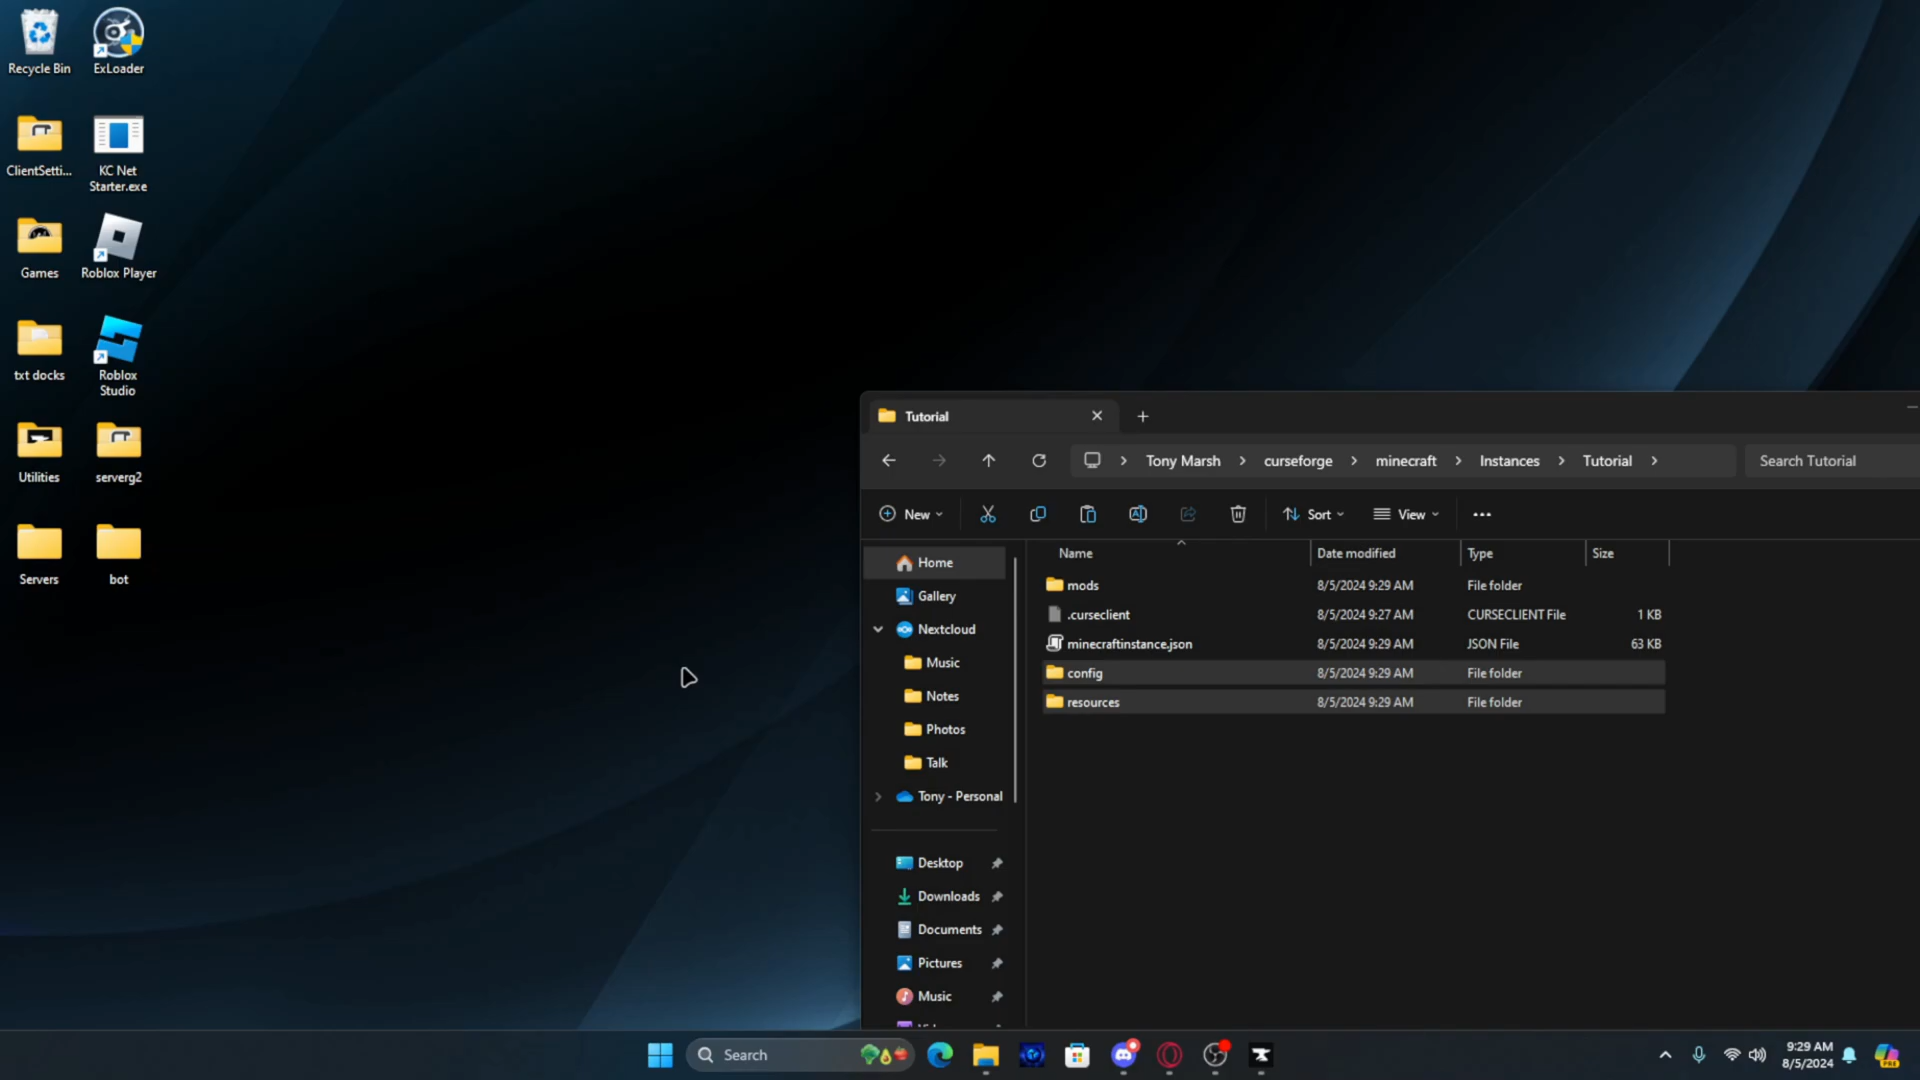 Recycle Bin
ExLoader
ClientSetti...
KC Net
Starter.exe
Games
Roblox Player
txt docks
Roblox
Studio
Utilities
serverg2
Servers
bot
Tutorial
Tony Marsh
curseforge
minecraft
Instances
Tutorial
Search Tutorial
New
Sort
View
Name
Date modified
Type
Size
Home
Gallery
Nextcloud
Music
Notes
Photos
Talk
Tony - Personal
Desktop
Downloads
Documents
Pictures
Music
mods 8/5/2024 9:29 AM File folder
.curseclient 8/5/2024 9:27 AM CURSECLIENT File 1 KB
minecraftinstance.json 8/5/2024 9:29 AM JSON File 63 KB
config 8/5/2024 9:29 AM File folder
resources 8/5/2024 9:29 AM File folder
Search
9:29 AM
8/5/2024